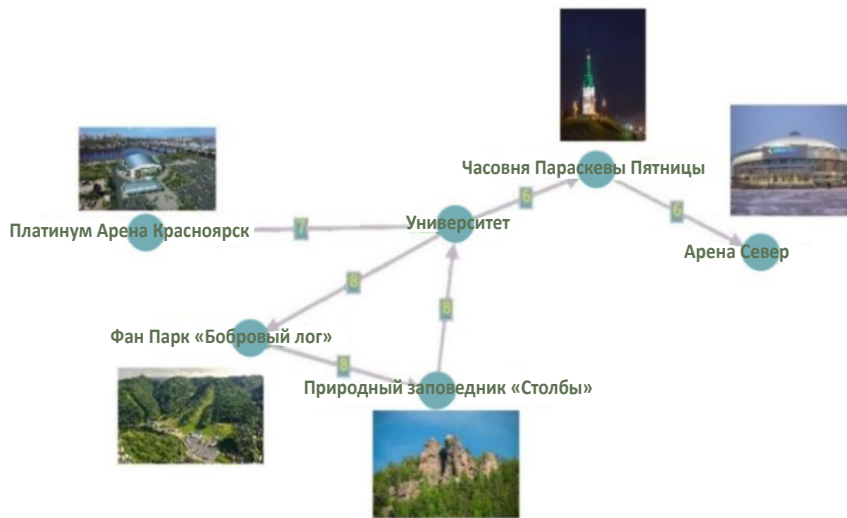 Часовня Параскевы Пятницы
6
6
Университет
Платинум Арена Красноярск
7
Арена Север
8
8
Фан Парк «Бобровый лог»
8
Природный заповедник «Столбы»